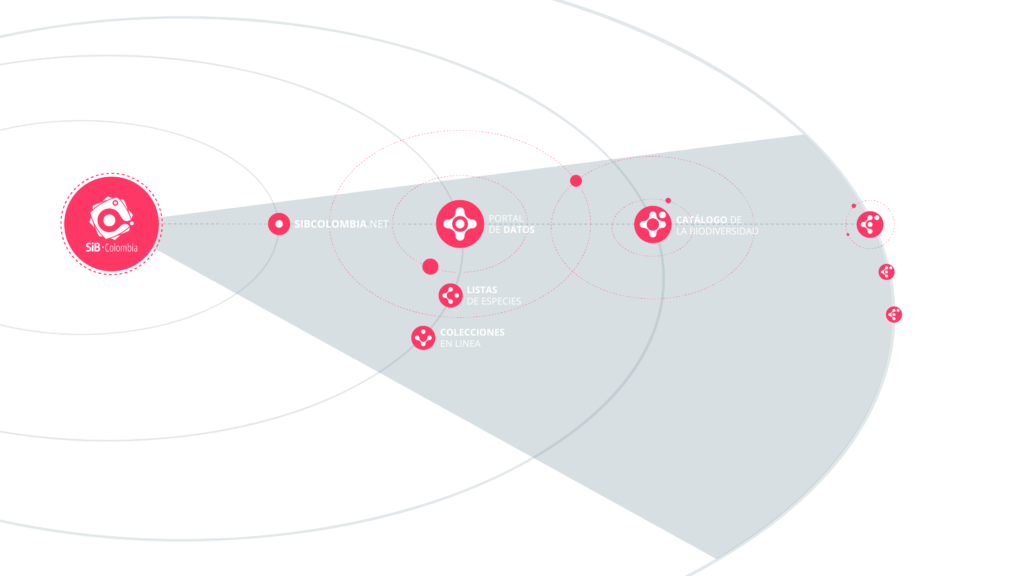 SiB·Colombia
SIBCOLOMBIA.NET
PORTAL
DE DATOS
CATÁLOGO DE
LA BIODIVERSIDAD
LISTAS
DE ESPECIES
COLECCIONES
EN LINEA